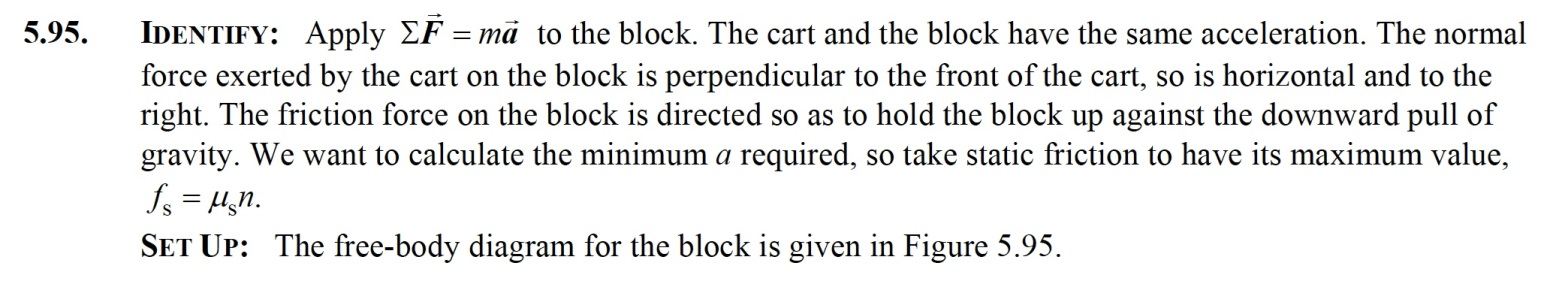 5.95. IDENTIFY: Apply ΣF⃗ = ma⃗ to the block. The cart and the block have the same acceleration. The normal
force exerted by the cart on the block is perpendicular to the front of the cart, so is horizontal and to the
right. The friction force on the block is directed so as to hold the block up against the downward pull of
gravity. We want to calculate the minimum a required, so take static friction to have its maximum value,
fₛ = μₛn.
SET UP: The free-body diagram for the block is given in Figure 5.95.